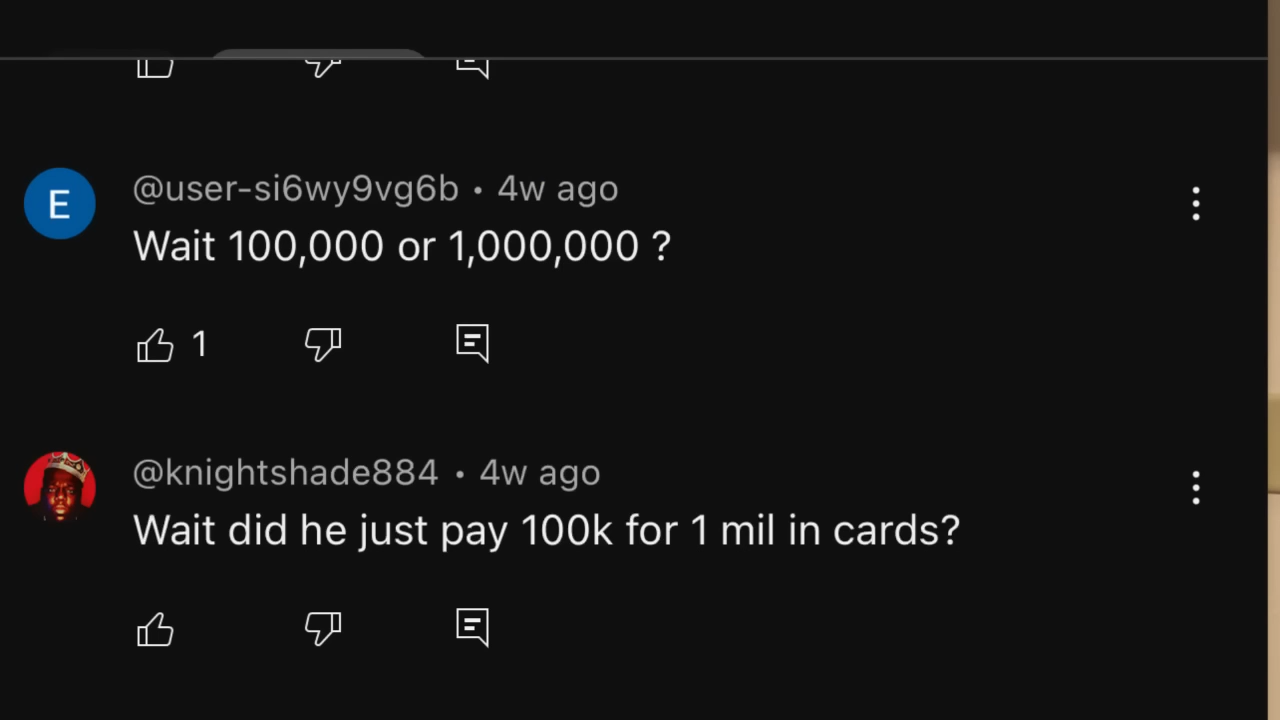 E
@user-si6wy9vg6b • 4w ago
Wait 100,000 or 1,000,000 ?
1
@knightshade884 • 4w ago
Wait did he just pay 100k for 1 mil in cards?